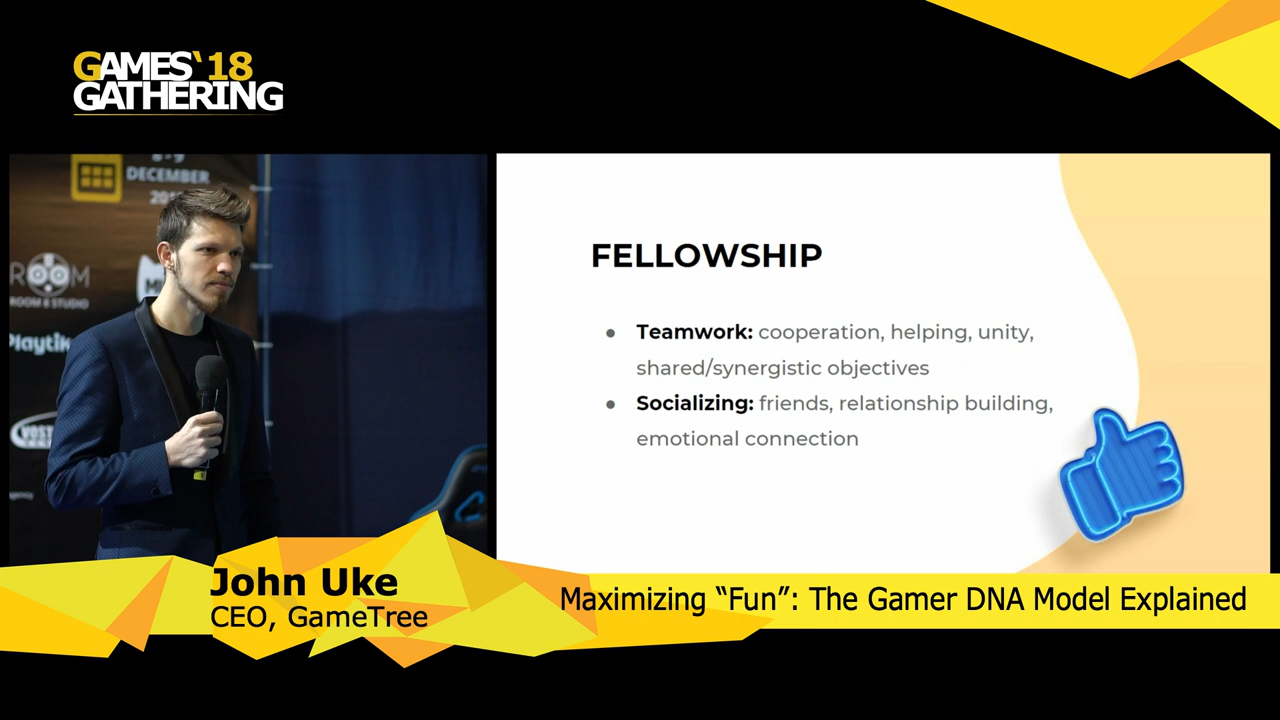 GAMES‘18
GATHERING
DECEMBER
ROOM
ROOM 8 STUDIO
Playtik
FELLOWSHIP
● Teamwork: cooperation, helping, unity,
shared/synergistic objectives
● Socializing: friends, relationship building,
emotional connection
John Uke
CEO, GameTree
Maximizing “Fun”: The Gamer DNA Model Explained